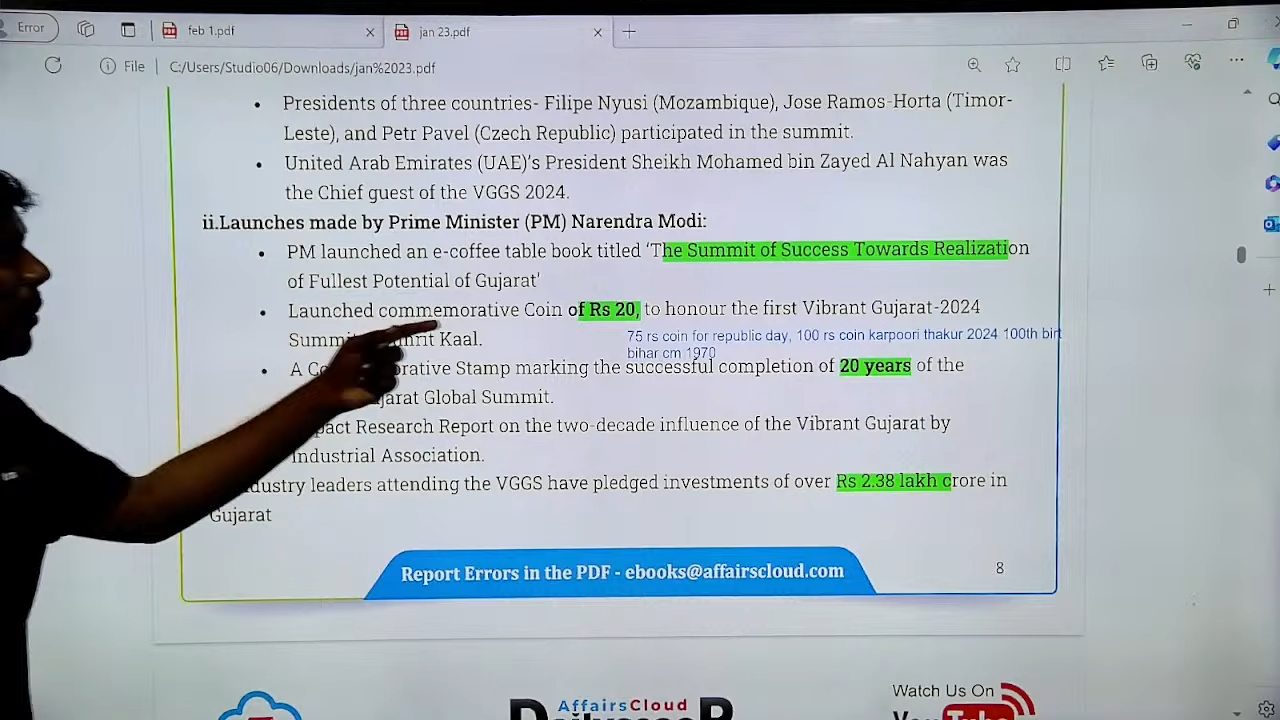 Error
feb 1.pdf
jan 23.pdf
File
C:/Users/Studio06/Downloads/jan%2023.pdf
• Presidents of three countries- Filipe Nyusi (Mozambique), Jose Ramos-Horta (Timor-
Leste), and Petr Pavel (Czech Republic) participated in the summit.
• United Arab Emirates (UAE)'s President Sheikh Mohamed bin Zayed Al Nahyan was
the Chief guest of the VGGS 2024.
ii.Launches made by Prime Minister (PM) Narendra Modi:
• PM launched an e-coffee table book titled 'The Summit of Success Towards Realization
of Fullest Potential of Gujarat'
• Launched commemorative Coin of Rs 20, to honour the first Vibrant Gujarat-2024
Kaal.
75 rs coin for republic day, 100 rs coin karpoori thakur 2024 100th birt
bihar cm 1970
• A Stamp marking the successful completion of 20 years of the
Global Summit.
Research Report on the two-decade influence of the Vibrant Gujarat by
Industrial Association.
leaders attending the VGGS have pledged investments of over Rs 2.38 lakh crore in
Gujarat
Report Errors in the PDF - ebooks@affairscloud.com
8
AffairsCloud
Watch Us On